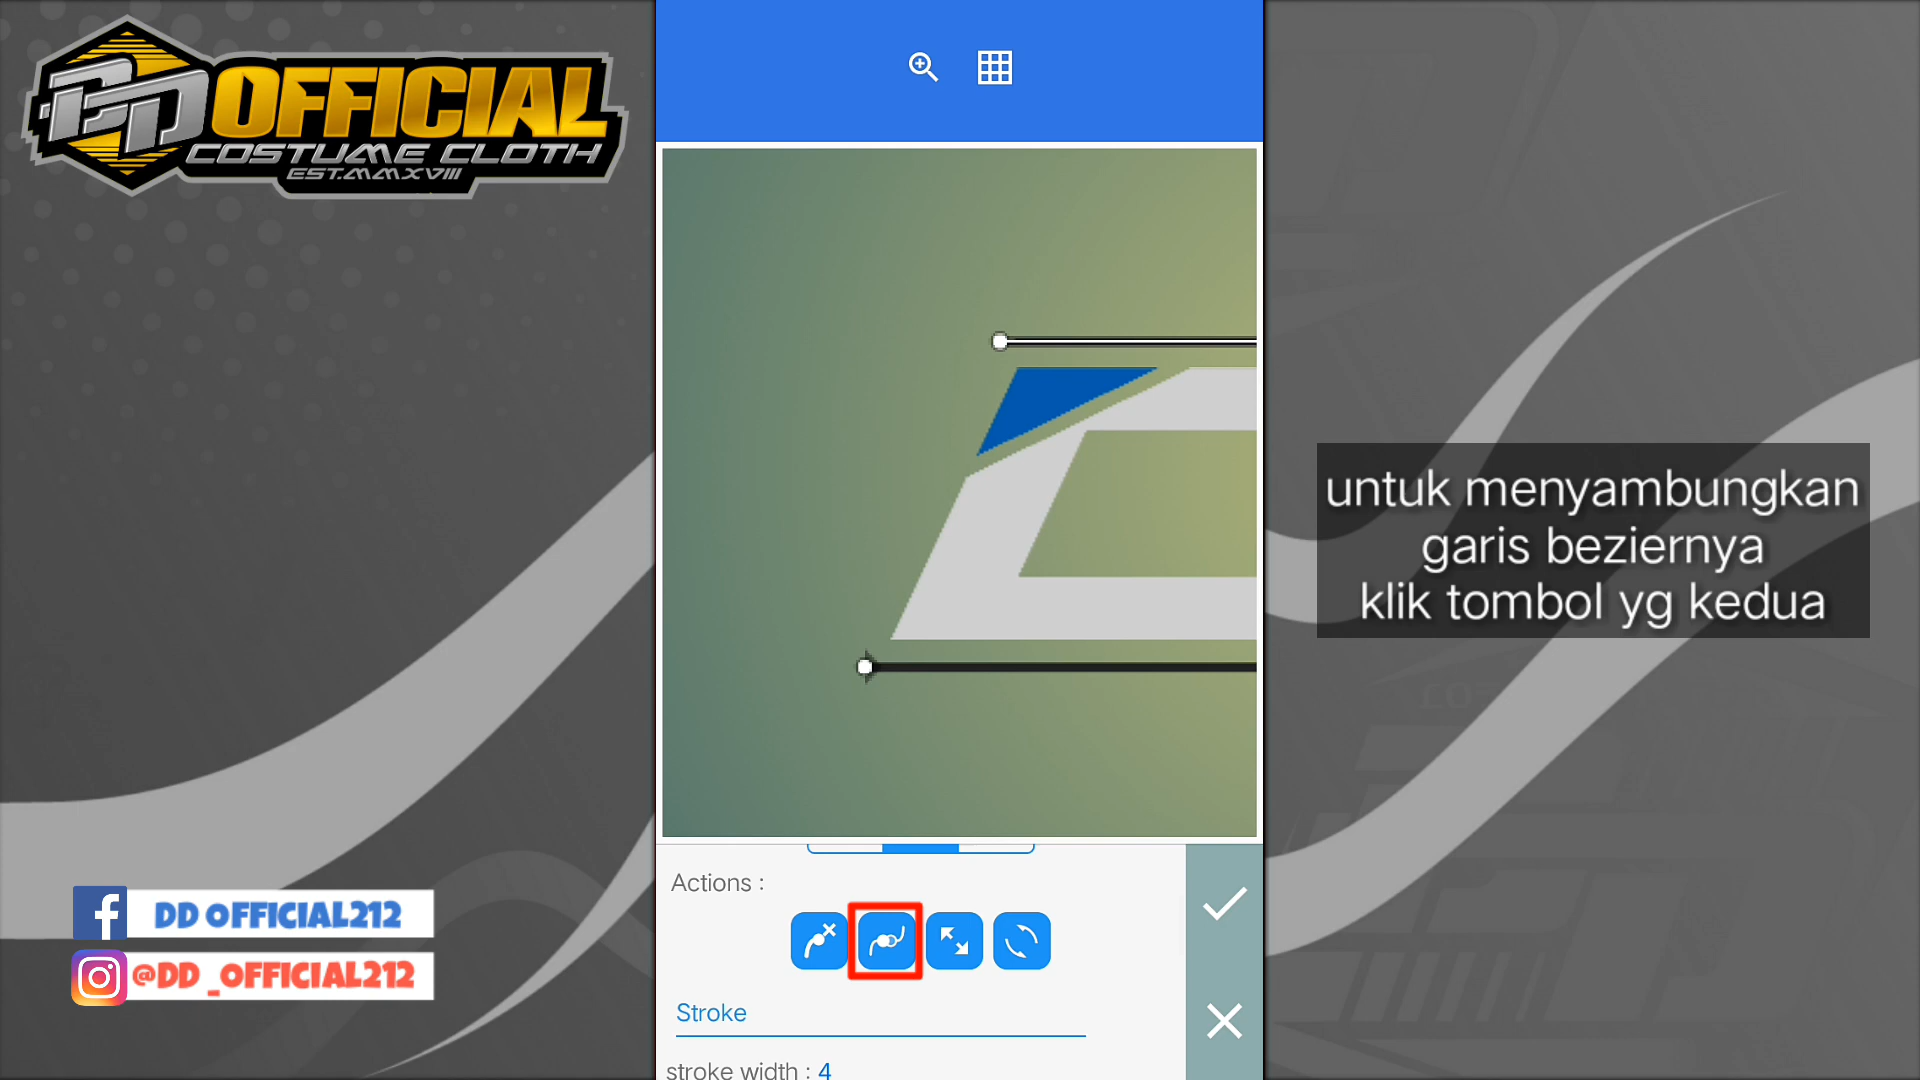 DD OFFICIAL
COSTUME CLOTH
EST.MMXVIII
untuk menyambungkan
garis beziernya
klik tombol yg kedua
Actions :
Stroke
stroke width : 4
DD OFFICIAL212
@DD_OFFICIAL212